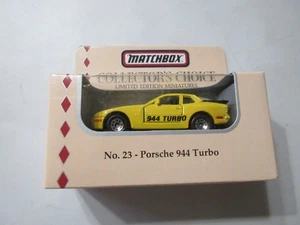 MATCHBOX
COLLECTOR'S CHOICE
LIMITED EDITION MINIATURES
944 TURBO
No. 23 - Porsche 944 Turbo